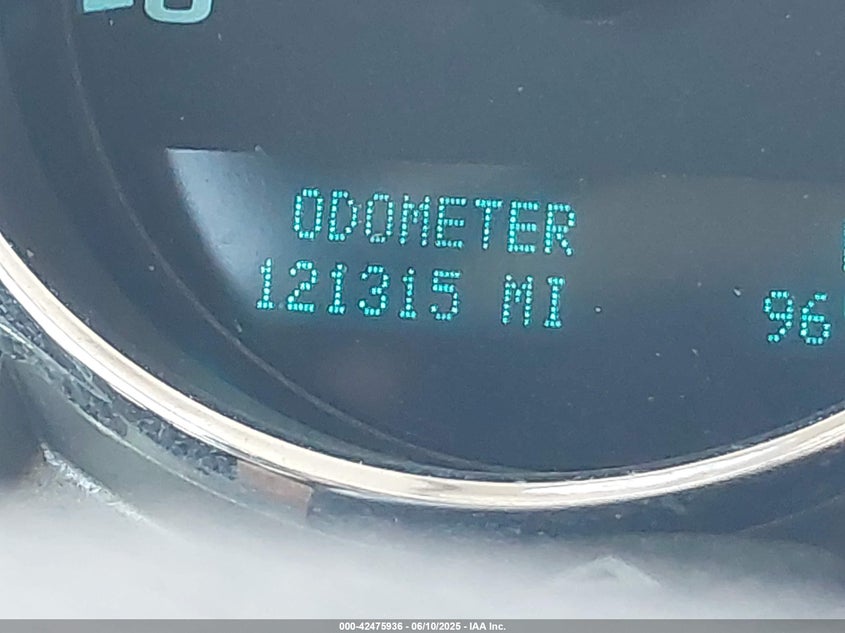 ODOMETER
121315 MI
96
000-42475936 - 06/10/2025 - IAA Inc.